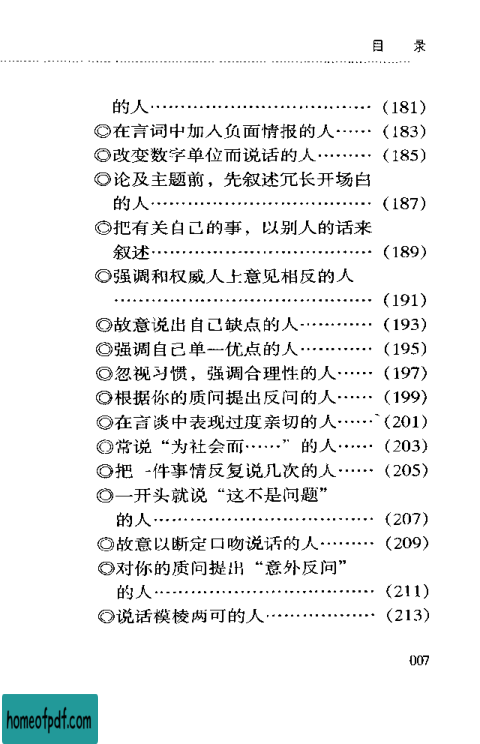 目 录
的人………………………………（181）
◎在言词中加入负面情报的人……（183）
◎改变数字单位而说话的人………（185）
◎论及主题前，先叙述冗长开场白
的人………………………………（187）
◎把有关自己的事，以别人的话来
叙述………………………………（189）
◎强调和权威人士意见相反的人
……………………………………（191）
◎故意说出自己缺点的人…………（193）
◎强调自己单一优点的人…………（195）
◎忽视习惯，强调合理性的人……（197）
◎根据你的质问提出反问的人……（199）
◎在言谈中表现过度亲切的人……（201）
◎常说“为社会而……”的人……（203）
◎把一件事情反复说几次的人……（205）
◎一开头就说“这不是问题”
的人………………………………（207）
◎故意以断定口吻说话的人………（209）
◎对你的质问提出“意外反问”
的人………………………………（211）
◎说话模棱两可的人………………（213）
007
homeofpdf.com